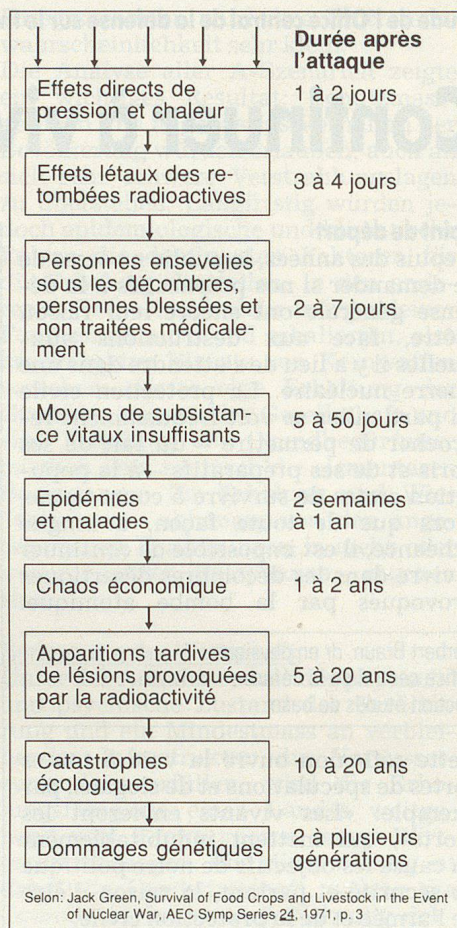 Durée après
l'attaque
Effets directs de
pression et chaleur
1 à 2 jours
Effets létaux des re-
tombées radioactives
3 à 4 jours
Personnes ensevelies
sous les décombres,
personnes blessées et
non traitées médicale-
ment
2 à 7 jours
Moyens de subsistan-
ce vitaux insuffisants
5 à 50 jours
Epidémies
et maladies
2 semaines
à 1 an
Chaos économique
1 à 2 ans
Apparitions tardives
de lésions provoquées
par la radioactivité
5 à 20 ans
Catastrophes
écologiques
10 à 20 ans
Dommages génétiques
2 à plusieurs
générations
Selon: Jack Green, Survival of Food Crops and Livestock in the Event
of Nuclear War, AEC Symp Series 24, 1971, p. 3